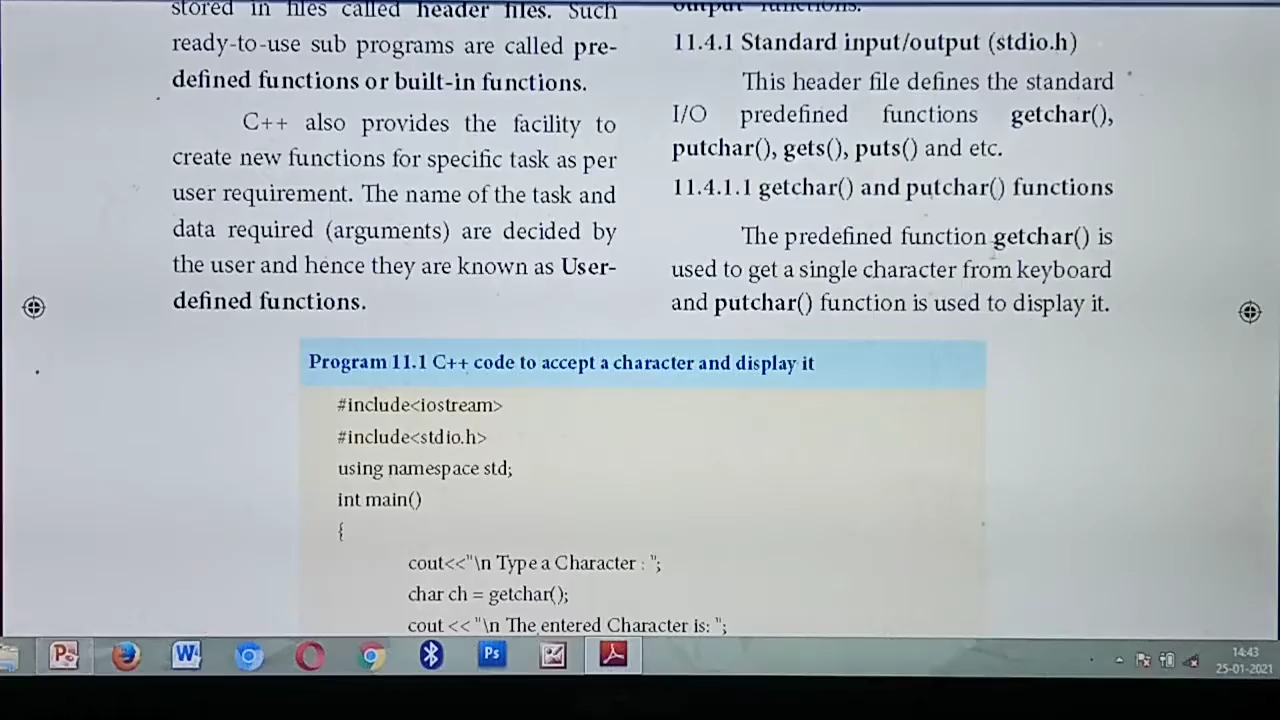 stored in files called header files. Such
ready-to-use sub programs are called pre-
defined functions or built-in functions.
C++ also provides the facility to
create new functions for specific task as per
user requirement. The name of the task and
data required (arguments) are decided by
the user and hence they are known as User-
defined functions.
output functions.
11.4.1 Standard input/output (stdio.h)
This header file defines the standard
I/O predefined functions getchar(),
putchar(), gets(), puts() and etc.
11.4.1.1 getchar() and putchar() functions
The predefined function getchar() is
used to get a single character from keyboard
and putchar() function is used to display it.
Program 11.1 C++ code to accept a character and display it
#include<iostream>
#include<stdio.h>
using namespace std;
int main()
{
cout<<"\n Type a Character : ";
char ch = getchar();
cout << "\n The entered Character is: ";
Ps
14:43
25-01-2021